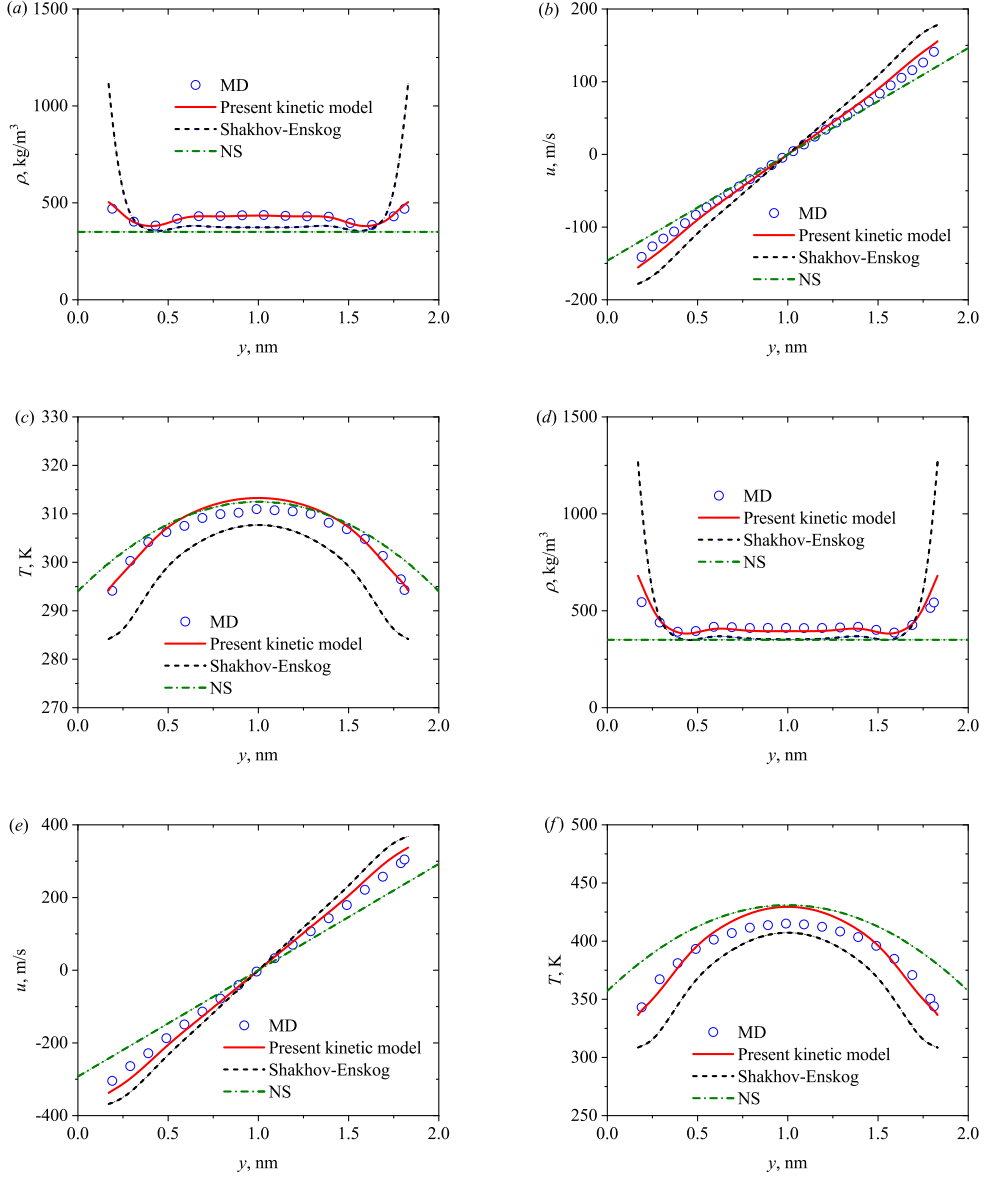 (a)
1500
1000
500
0
ρ, kg/m³
MD
Present kinetic model
Shakhov-Enskog
NS
0.0 0.5 1.0 1.5 2.0
y, nm
(b)
200
100
0
-100
-200
u, m/s
MD
Present kinetic model
Shakhov-Enskog
NS
0.0 0.5 1.0 1.5 2.0
y, nm
(c)
330
320
313
310
300
295
290
285
270
T, K
MD
Present kinetic model
Shakhov-Enskog
NS
0.0 0.5 1.0 1.5 2.0
y, nm
(d)
1500
1000
500
0
ρ, kg/m³
MD
Present kinetic model
Shakhov-Enskog
NS
0.0 0.5 1.0 1.5 2.0
y, nm
(e)
400
200
0
-200
-400
u, m/s
MD
Present kinetic model
Shakhov-Enskog
NS
0.0 0.5 1.0 1.5 2.0
y, nm
(f)
500
450
400
350
300
250
T, K
MD
Present kinetic model
Shakhov-Enskog
NS
0.0 0.5 1.0 1.5 2.0
y, nm